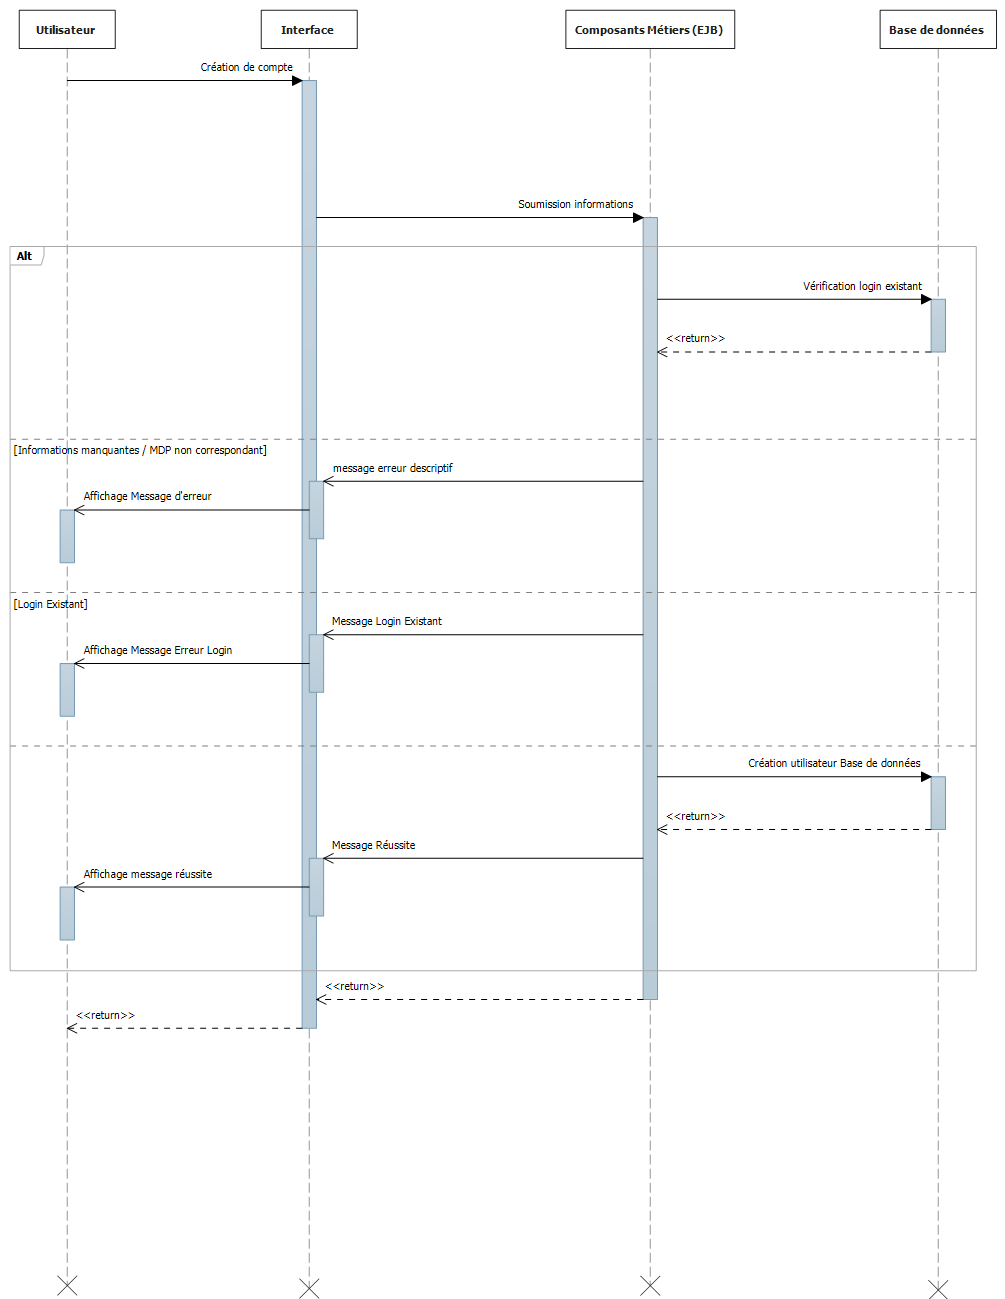 Utilisateur
Interface
Composants Métiers (EJB)
Base de données
Création de compte
Soumission informations
Alt
Vérification login existant
<<return>>
[Informations manquantes / MDP non correspondant]
message erreur descriptif
Affichage Message d'erreur
[Login Existant]
Message Login Existant
Affichage Message Erreur Login
Création utilisateur Base de données
<<return>>
Message Réussite
Affichage message réussite
<<return>>
<<return>>